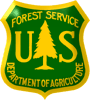 FOREST SERVICE
U S
DEPARTMENT OF AGRICULTURE